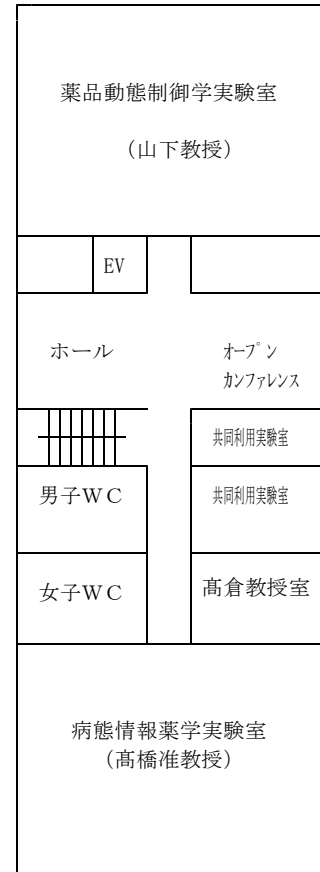 薬品動態制御学実験室
（山下教授）
EV
ホール
オープン
カンファレンス
共同利用実験室
男子ＷＣ
共同利用実験室
女子ＷＣ
髙倉教授室
病態情報薬学実験室
（髙橋准教授）